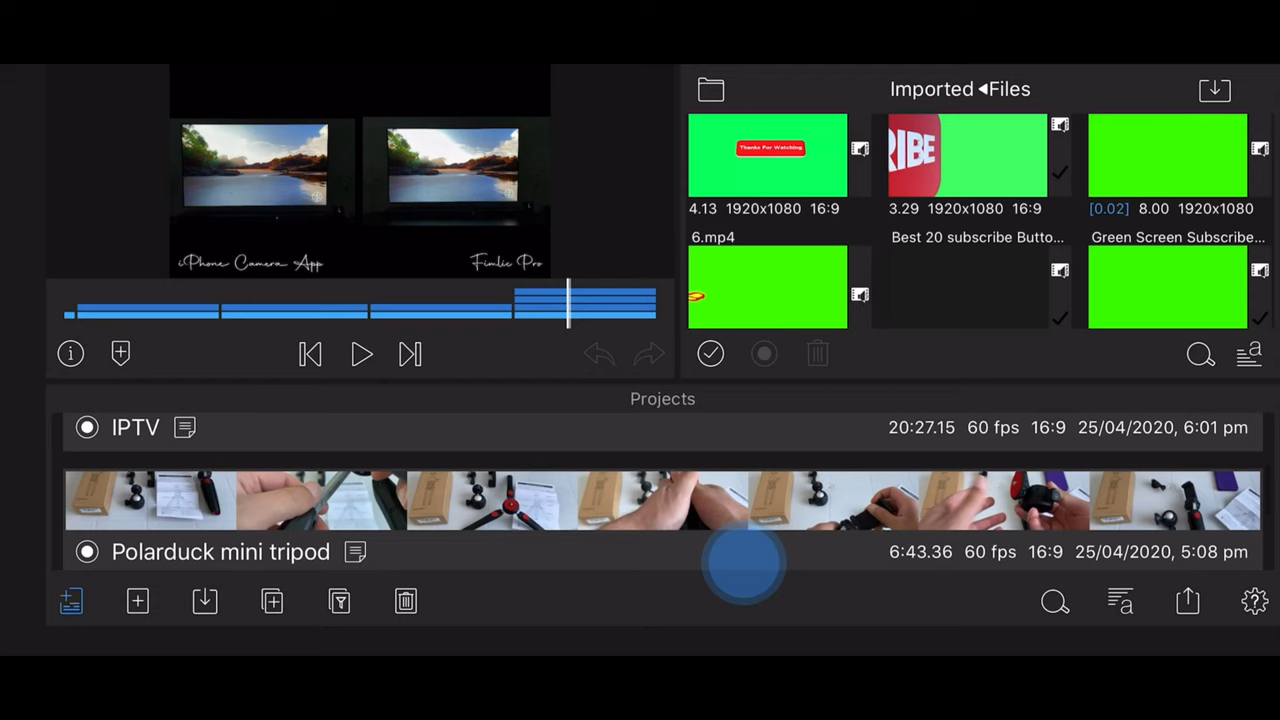 iPhone Camera App
Fimlic Pro
Imported ◀Files
Thanks For Watching
RIBE
4.13 1920x1080 16:9
3.29 1920x1080 16:9
[0.02] 8.00 1920x1080
6.mp4
Best 20 subscribe Butto...
Green Screen Subscribe...
Projects
IPTV
20:27.15 60 fps 16:9 25/04/2020, 6:01 pm
Polarduck mini tripod
6:43.36 60 fps 16:9 25/04/2020, 5:08 pm